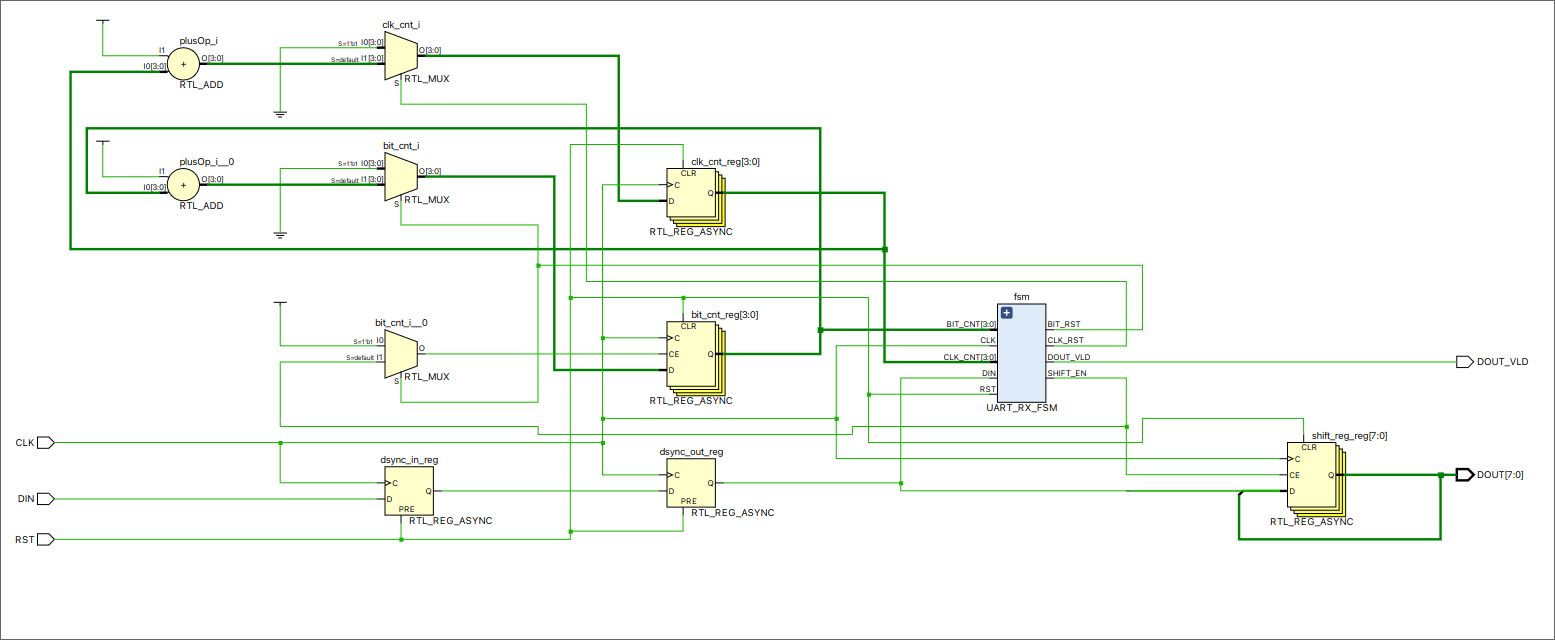 clk_cnt_i
plusOp_i
S=1'b1 I0[3:0]
O[3:0]
I1
O[3:0]
S=default I1[3:0]
I0[3:0]
+
RTL_MUX
S
RTL_ADD
bit_cnt_i
plusOp_i__0
S=1'b1 I0[3:0]
clk_cnt_reg[3:0]
I1
O[3:0]
O[3:0]
S=default I1[3:0]
CLR
C
I0[3:0]
+
Q
RTL_MUX
S
D
RTL_ADD
RTL_REG_ASYNC
fsm
bit_cnt_reg[3:0]
bit_cnt_i__0
CLR
BIT_CNT[3:0]
BIT_RST
S=1'b1 I0
C
CLK
CLK_RST
O
CE
Q
S=default I1
CLK_CNT[3:0]
DOUT_VLD
DOUT_VLD
D
DIN
SHIFT_EN
RTL_MUX
S
RST
RTL_REG_ASYNC
UART_RX_FSM
shift_reg_reg[7:0]
CLK
CLR
dsync_in_reg
dsync_out_reg
C
C
C
CE
Q
DOUT[7:0]
Q
Q
D
D
D
DIN
PRE
PRE
RTL_REG_ASYNC
RTL_REG_ASYNC
RTL_REG_ASYNC
RST